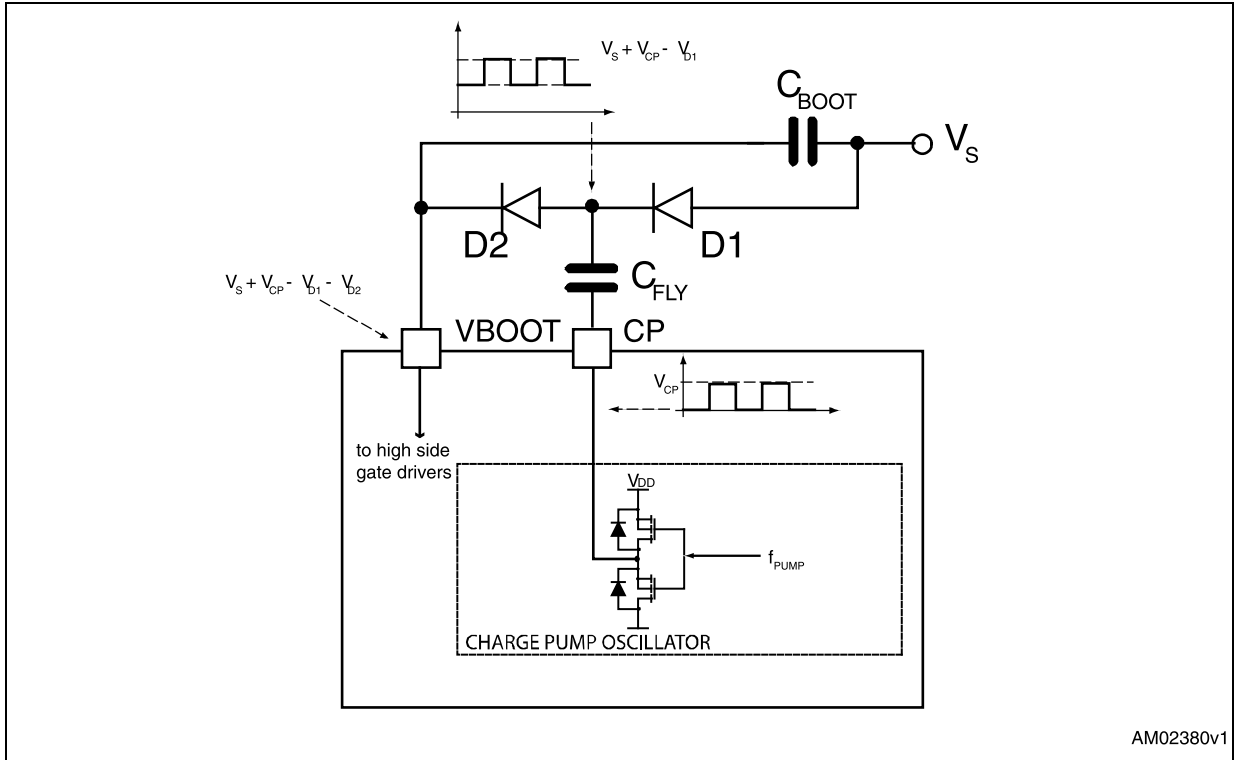 V_S + V_CP - V_D1
C_BOOT
V_S
D2
D1
C_FLY
V_S + V_CP - V_D1 - V_D2
VBOOT
CP
V_CP
to high side
gate drivers
VDD
f_PUMP
CHARGE PUMP OSCILLATOR
AM02380v1